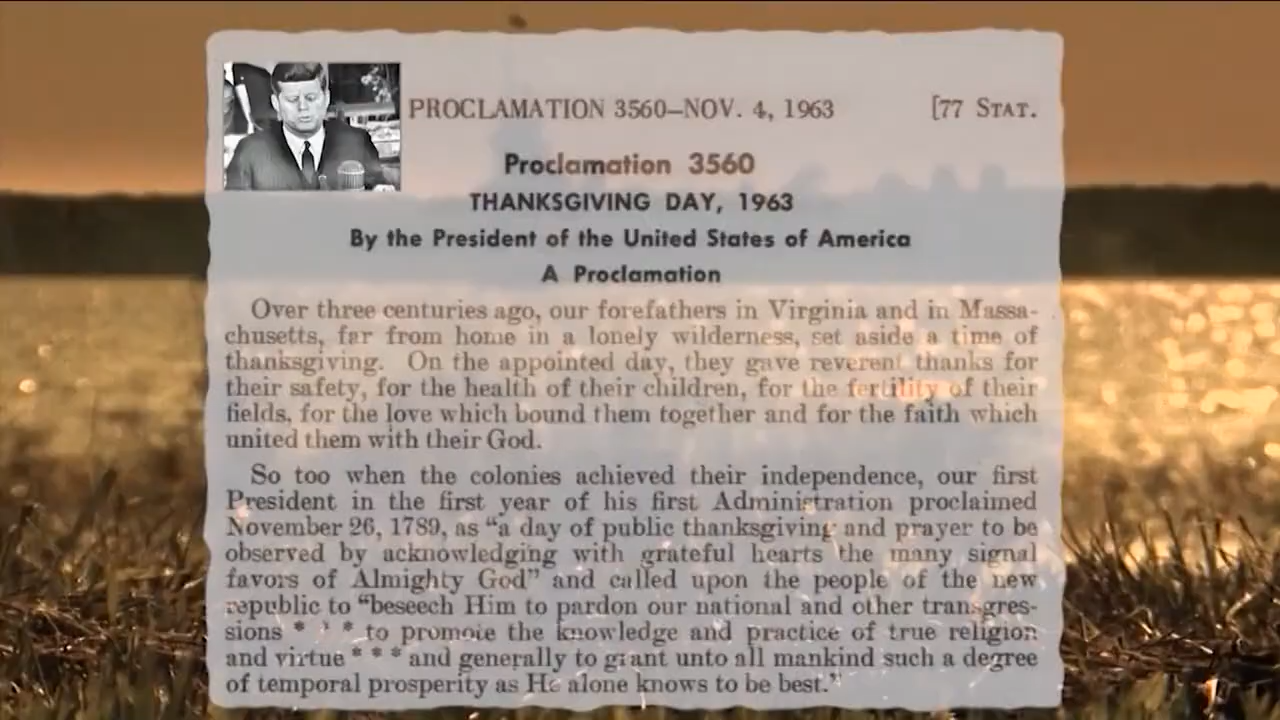 PROCLAMATION 3560–NOV. 4, 1963 [77 STAT.
Proclamation 3560
THANKSGIVING DAY, 1963
By the President of the United States of America
A Proclamation
Over three centuries ago, our forefathers in Virginia and in Massa-
chusetts, far from home in a lonely wilderness, set aside a time of
thanksgiving. On the appointed day, they gave reverent thanks for
their safety, for the health of their children, for the fertility of their
fields, for the love which bound them together and for the faith which
united them with their God.
So too when the colonies achieved their independence, our first
President in the first year of his first Administration proclaimed
November 26, 1789, as “a day of public thanksgiving and prayer to be
observed by acknowledging with grateful hearts the many signal
favors of Almighty God” and called upon the people of the new
republic to “beseech Him to pardon our national and other transgres-
sions * * * to promote the knowledge and practice of true religion
and virtue * * * and generally to grant unto all mankind such a degree
of temporal prosperity as He alone knows to be best.”